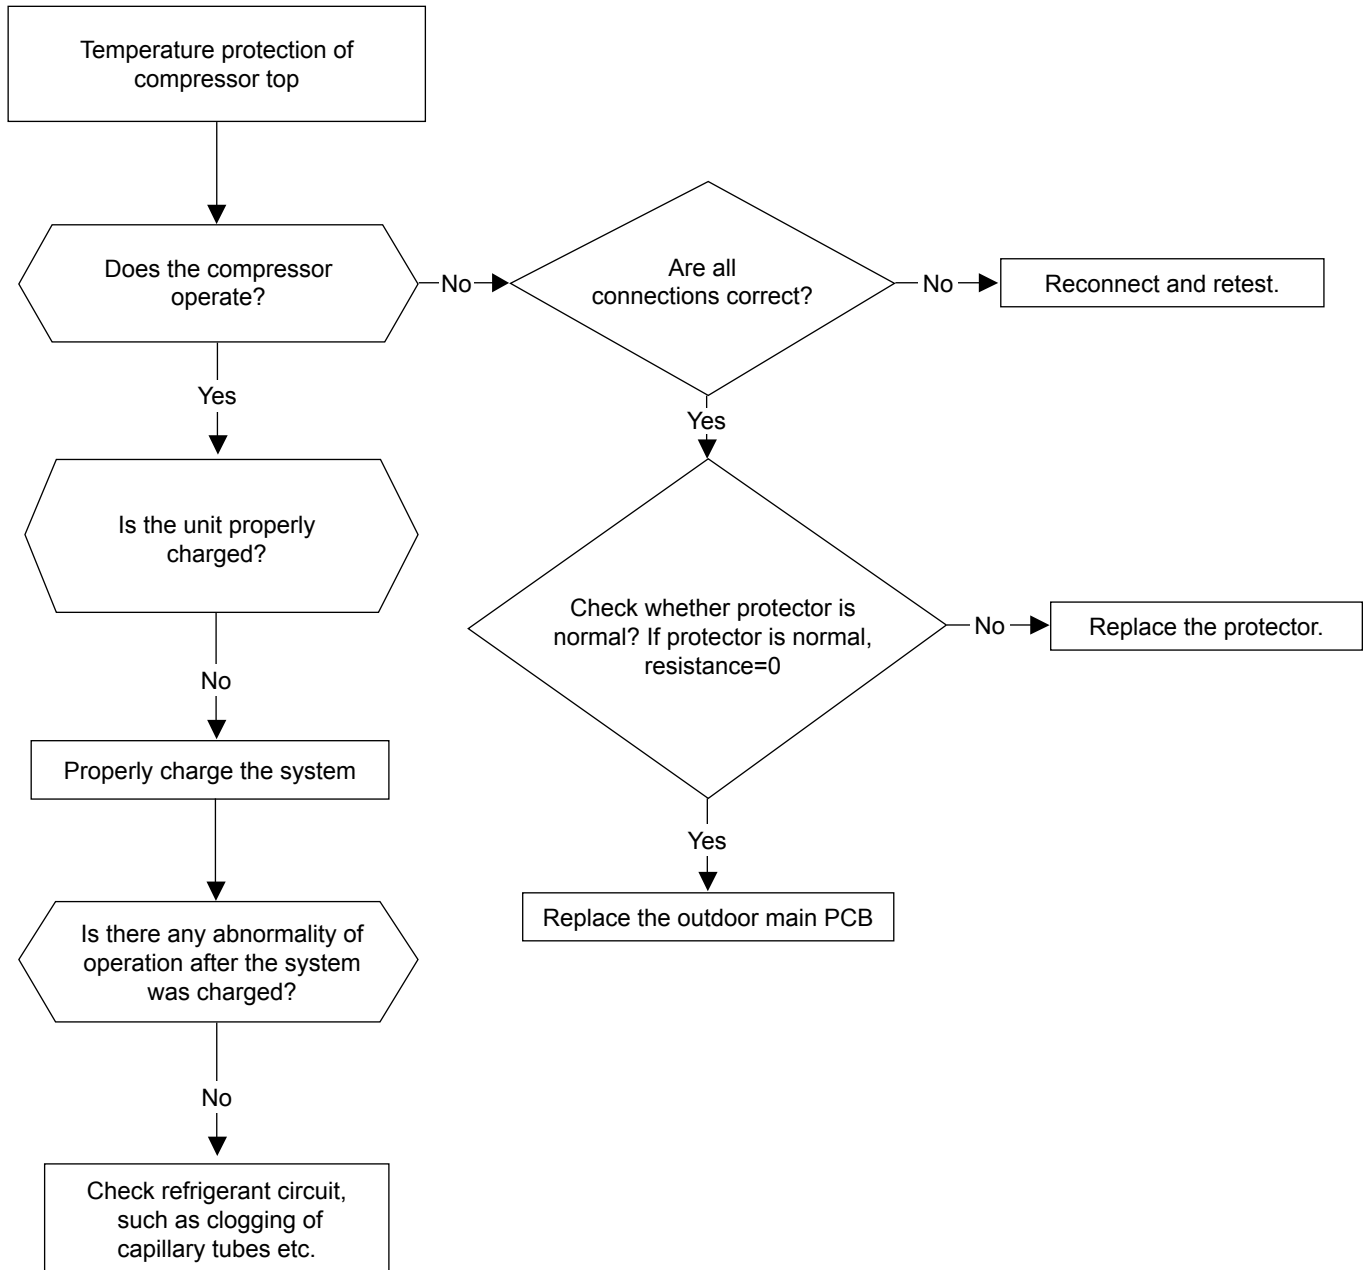 Temperature protection of
compressor top
Does the compressor
operate?
No
Are all
connections correct?
No
Reconnect and retest.
Yes
Yes
Is the unit properly
charged?
Check whether protector is
normal? If protector is normal,
resistance=0
No
Replace the protector.
No
Properly charge the system
Yes
Replace the outdoor main PCB
Is there any abnormality of
operation after the system
was charged?
No
Check refrigerant circuit,
such as clogging of
capillary tubes etc.